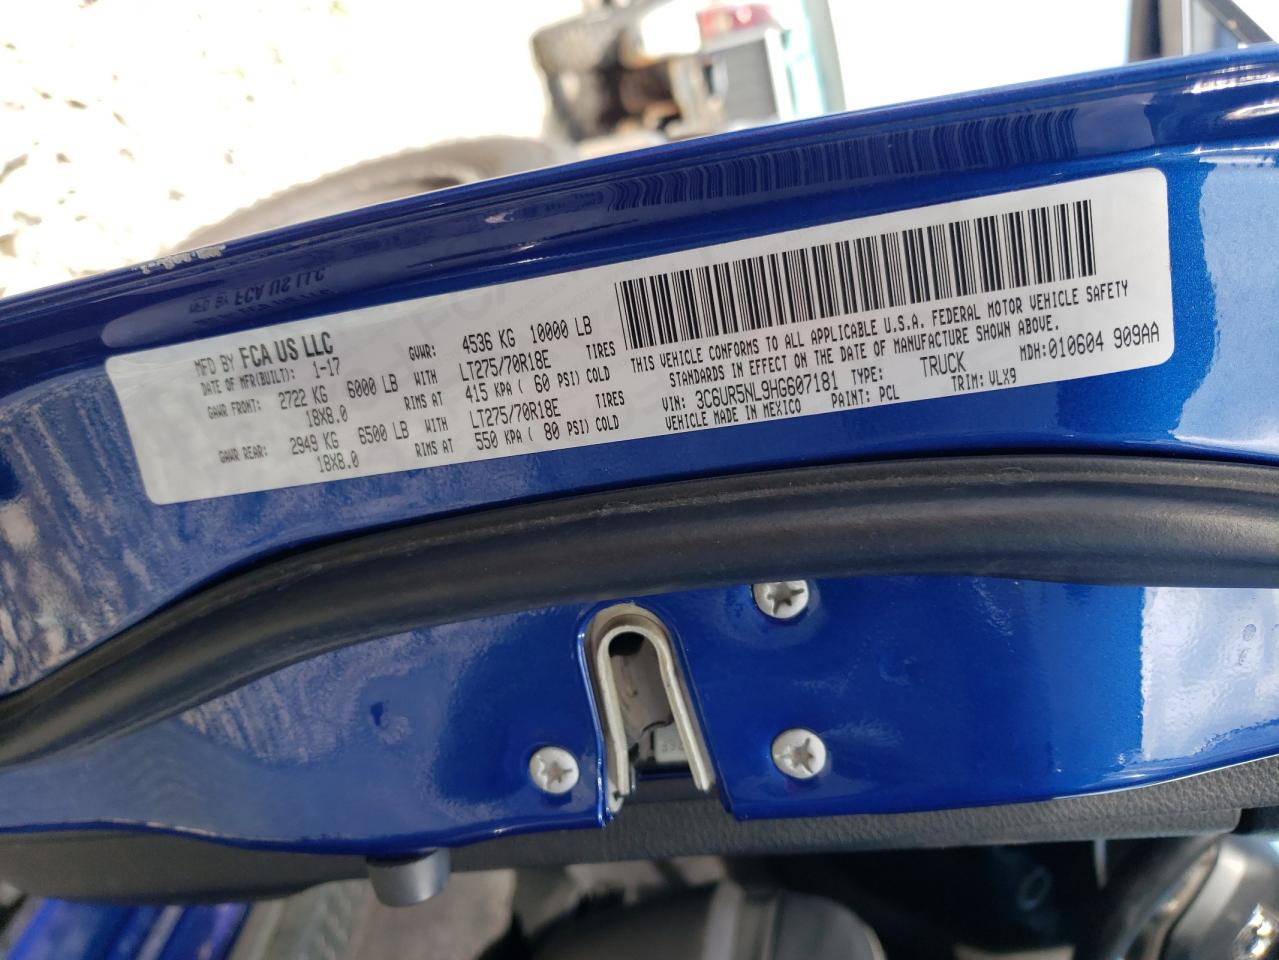 MFD BY FCA US LLC
DATE OF MFR(BUILT): 1-17 GVWR: 4536 KG 10000 LB
GAWR FRONT: 2722 KG 6000 LB WITH LT275/70R18E TIRES
18X8.0 RIMS AT 415 KPA ( 60 PSI) COLD
GAWR REAR: 2949 KG 6500 LB WITH LT275/70R18E TIRES
18X8.0 RIMS AT 550 KPA ( 80 PSI) COLD
THIS VEHICLE CONFORMS TO ALL APPLICABLE U.S.A. FEDERAL MOTOR VEHICLE SAFETY
STANDARDS IN EFFECT ON THE DATE OF MANUFACTURE SHOWN ABOVE.
VIN: 3C6UR5NL9HG607181 TYPE: TRUCK MDH:010604 909AA
VEHICLE MADE IN MEXICO PAINT: PCL TRIM: VLX9